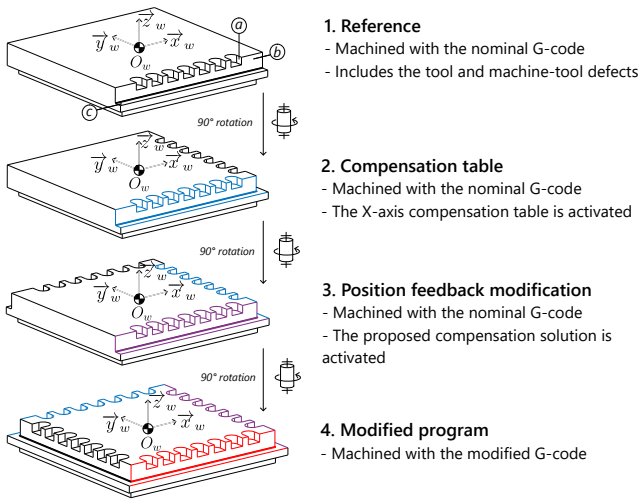 1. Reference
- Machined with the nominal G-code
- Includes the tool and machine-tool defects
a
b
c
z w
y w
x w
O w
90° rotation
2. Compensation table
- Machined with the nominal G-code
- The X-axis compensation table is activated
z w
y w
x w
O w
90° rotation
3. Position feedback modification
- Machined with the nominal G-code
- The proposed compensation solution is
activated
z w
y w
x w
O w
90° rotation
4. Modified program
- Machined with the modified G-code
z w
y w
x w
O w